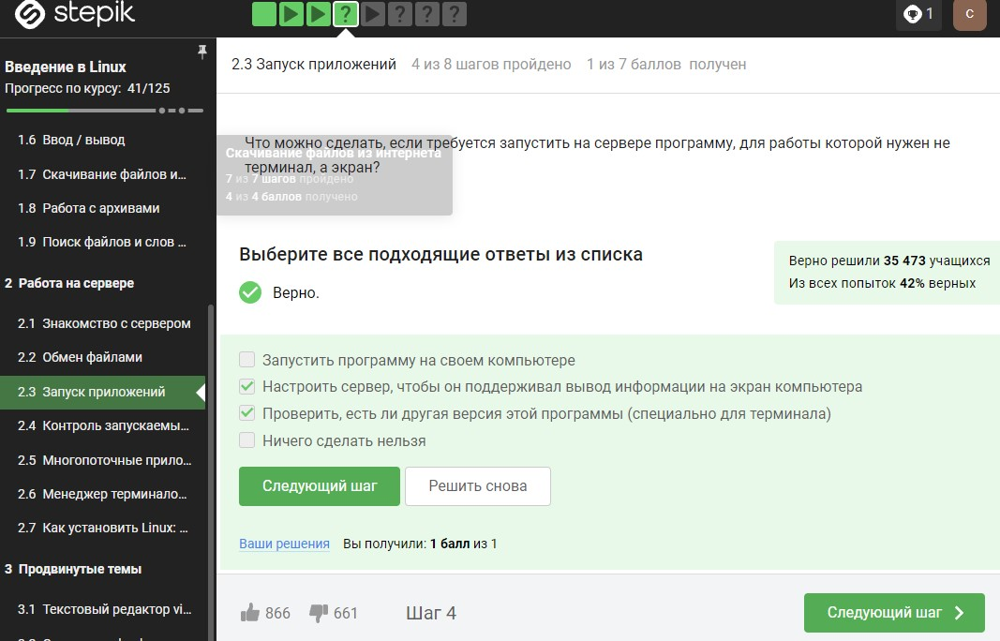 stepik
? ? ? ?
1
C
Введение в Linux
Прогресс по курсу: 41/125
1.6 Ввод / вывод
1.7 Скачивание файлов и...
1.8 Работа с архивами
1.9 Поиск файлов и слов ...
2 Работа на сервере
2.1 Знакомство с сервером
2.2 Обмен файлами
2.3 Запуск приложений
2.4 Контроль запускаемы...
2.5 Многопоточные прило...
2.6 Менеджер терминало...
2.7 Как установить Linux: ...
3 Продвинутые темы
3.1 Текстовый редактор vi...
2.3 Запуск приложений 4 из 8 шагов пройдено 1 из 7 баллов получен
Что можно сделать, если требуется запустить на сервере программу, для работы которой нужен не
терминал, а экран?
Скачивание файлов из интернета
7 из 7 шагов пройдено
4 из 4 баллов получено
Выберите все подходящие ответы из списка
Верно.
Верно решили 35 473 учащихся
Из всех попыток 42% верных
Запустить программу на своем компьютере
Настроить сервер, чтобы он поддерживал вывод информации на экран компьютера
Проверить, есть ли другая версия этой программы (специально для терминала)
Ничего сделать нельзя
Следующий шаг
Решить снова
Ваши решения Вы получили: 1 балл из 1
866 661 Шаг 4
Следующий шаг